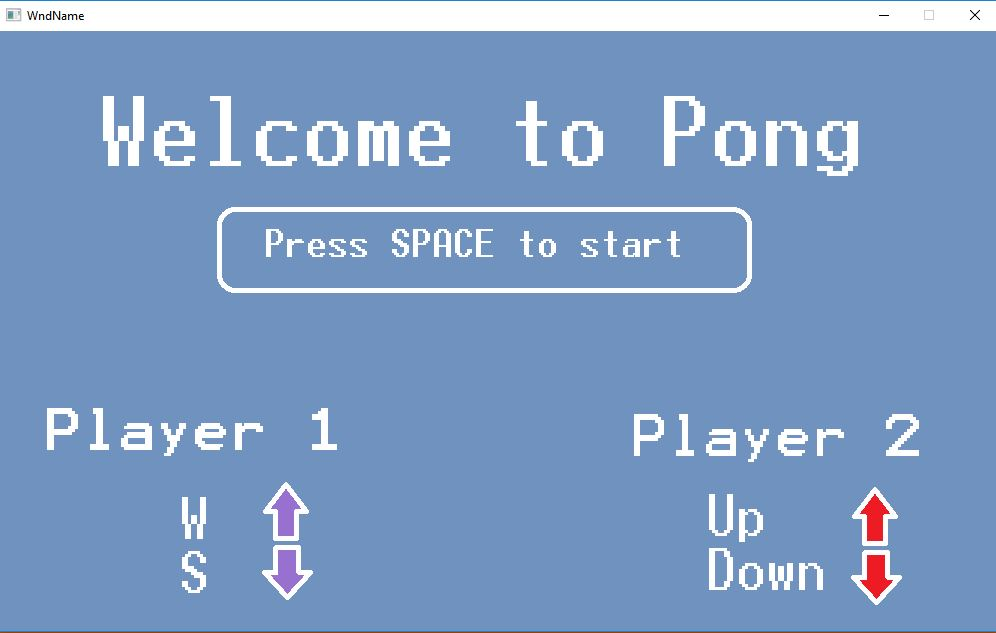 WndName
Welcome to Pong
Press SPACE to start
Player 1
W
S
Player 2
Up
Down